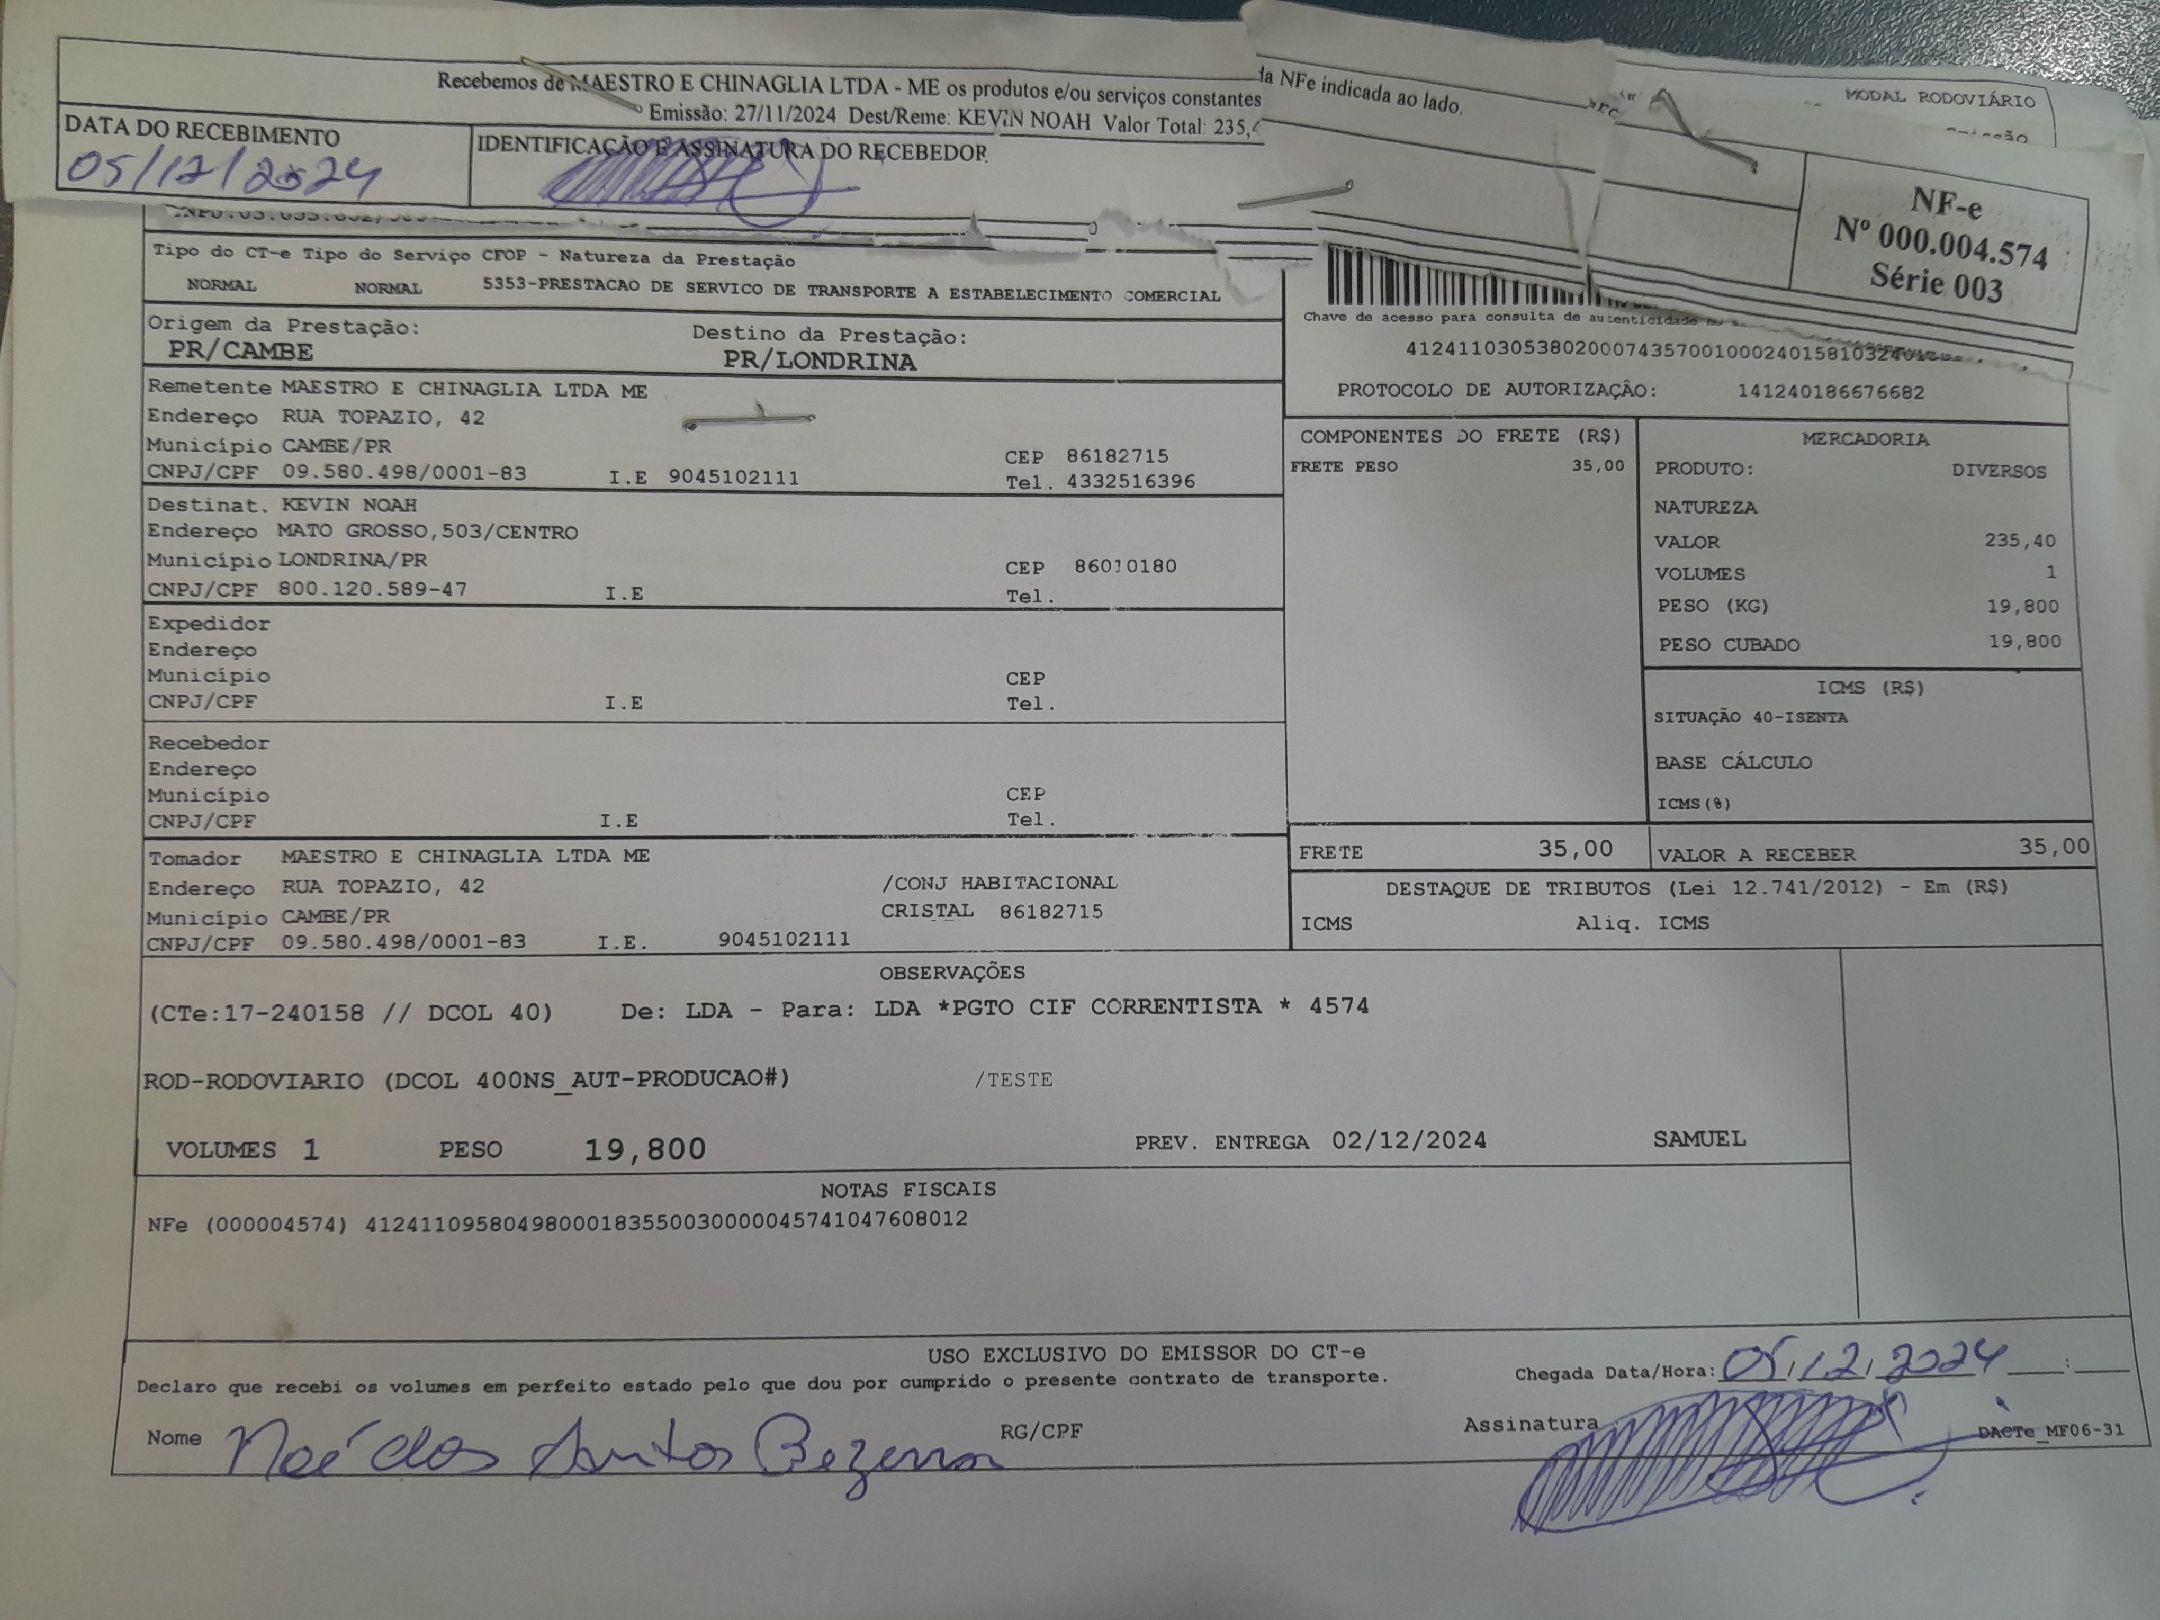 Recebemos de MAESTRO E CHINAGLIA LTDA - ME os produtos e/ou serviços constantes da NFe indicada ao lado.
Emissão: 27/11/2024 Dest/Reme: KEVIN NOAH Valor Total: 235,4
MODAL RODOVIÁRIO
DATA DO RECEBIMENTO
05/12/2024
IDENTIFICAÇÃO E ASSINATURA DO RECEBEDOR
NF-e
Nº 000.004.574
Série 003
Tipo do CT-e Tipo do Serviço CFOP - Natureza da Prestação
NORMAL NORMAL 5353-PRESTACAO DE SERVICO DE TRANSPORTE A ESTABELECIMENTO COMERCIAL
Origem da Prestação: Destino da Prestação:
PR/CAMBE PR/LONDRINA
Chave de acesso para consulta de autenticidade
PROTOCOLO DE AUTORIZAÇÃO: 141240186676682
Remetente MAESTRO E CHINAGLIA LTDA ME
Endereço RUA TOPAZIO, 42
Município CAMBE/PR CEP 86182715
CNPJ/CPF 09.580.498/0001-83 I.E 9045102111 Tel. 4332516396
Destinat. KEVIN NOAH
Endereço MATO GROSSO,503/CENTRO
Município LONDRINA/PR CEP 86010180
CNPJ/CPF 800.120.589-47 I.E Tel.
Expedidor
Endereço
Município CEP
CNPJ/CPF I.E Tel.
Recebedor
Endereço
Município CEP
CNPJ/CPF I.E Tel.
Tomador MAESTRO E CHINAGLIA LTDA ME
Endereço RUA TOPAZIO, 42 /CONJ HABITACIONAL
Município CAMBE/PR CRISTAL 86182715
CNPJ/CPF 09.580.498/0001-83 I.E. 9045102111
COMPONENTES DO FRETE (R$)
FRETE PESO 35,00
MERCADORIA
PRODUTO: DIVERSOS
NATUREZA
VALOR 235,40
VOLUMES 1
PESO (KG) 19,800
PESO CUBADO 19,800
ICMS (R$)
SITUAÇÃO 40-ISENTA
BASE CÁLCULO
ICMS(%)
FRETE 35,00 VALOR A RECEBER 35,00
DESTAQUE DE TRIBUTOS (Lei 12.741/2012) - Em (R$)
ICMS Aliq. ICMS
OBSERVAÇÕES
(CTe:17-240158 // DCOL 40) De: LDA - Para: LDA *PGTO CIF CORRENTISTA * 4574
ROD-RODOVIARIO (DCOL 400NS_AUT-PRODUCAO#) /TESTE
VOLUMES 1 PESO 19,800 PREV. ENTREGA 02/12/2024 SAMUEL
NOTAS FISCAIS
NFe (000004574) 41241109580498000183550030000045741047608012
USO EXCLUSIVO DO EMISSOR DO CT-e
Declaro que recebi os volumes em perfeito estado pelo que dou por cumprido o presente contrato de transporte.
Chegada Data/Hora: 05/12/2024 :
Nome Noé dos Santos Bezerra RG/CPF Assinatura
DACTe_MF06-31